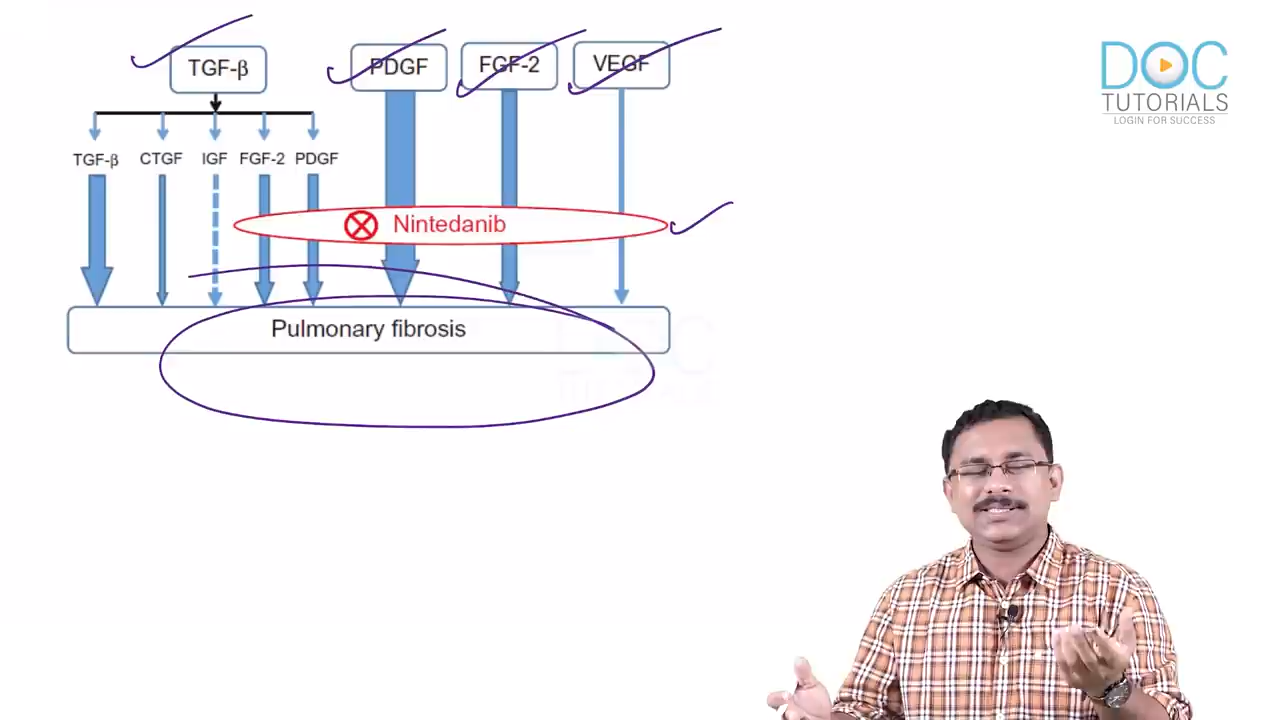 TGF-β PDGF FGF-2 VEGF
TGF-β CTGF IGF FGF-2 PDGF
Nintedanib
Pulmonary fibrosis
DOC
TUTORIALS
LOGIN FOR SUCCESS